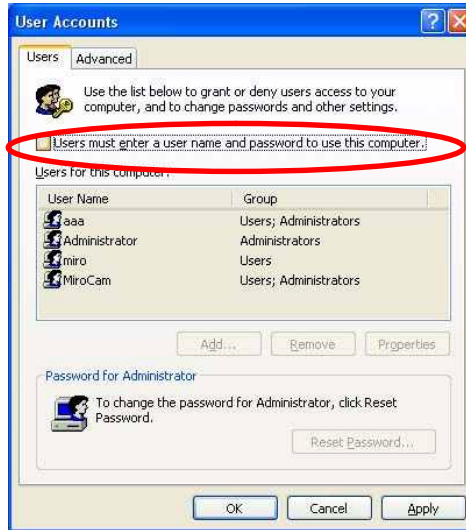 User Accounts
Users Advanced
Use the list below to grant or deny users access to your
computer, and to change passwords and other settings.
Users must enter a user name and password to use this computer.
Users for this computer:
User Name Group
aaa Users; Administrators
Administrator Administrators
miro Users
MiroCam Users; Administrators
Add... Remove Properties
Password for Administrator
To change the password for Administrator, click Reset
Password.
Reset Password...
OK Cancel Apply